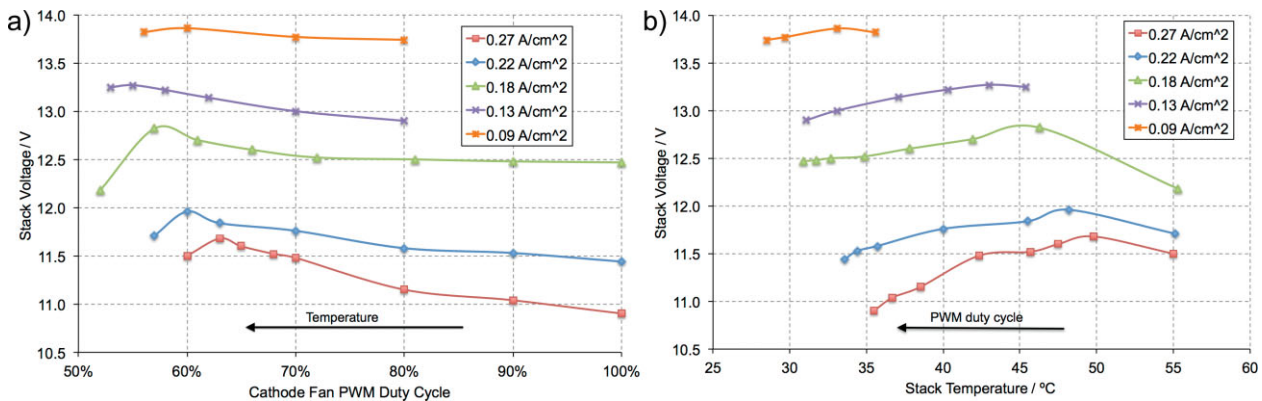 a)
Stack Voltage / V
14.0
13.5
13.0
12.5
12.0
11.5
11.0
10.5
0.27 A/cm^2
0.22 A/cm^2
0.18 A/cm^2
0.13 A/cm^2
0.09 A/cm^2
Temperature
50% 60% 70% 80% 90% 100%
Cathode Fan PWM Duty Cycle
b)
Stack Voltage / V
14.0
13.5
13.0
12.5
12.0
11.5
11.0
10.5
0.27 A/cm^2
0.22 A/cm^2
0.18 A/cm^2
0.13 A/cm^2
0.09 A/cm^2
PWM duty cycle
25 30 35 40 45 50 55 60
Stack Temperature / ºC